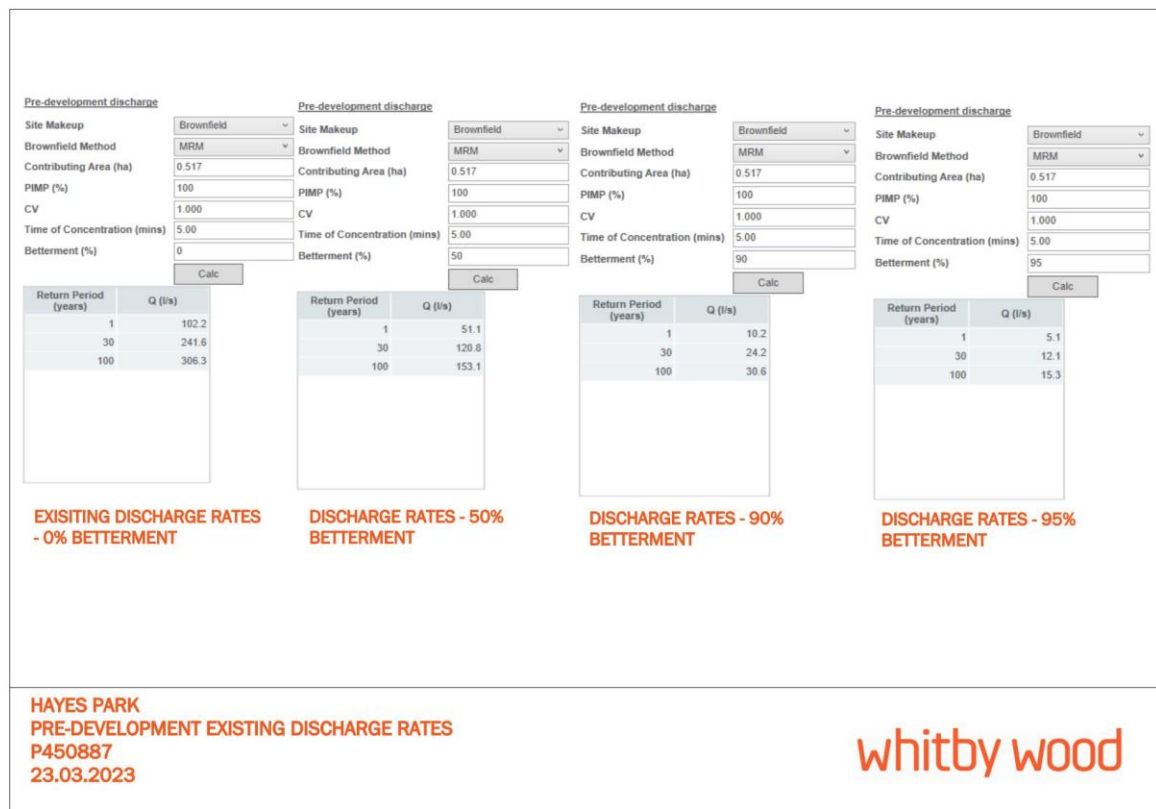 Pre-development discharge
Site Makeup Brownfield
Brownfield Method MRM
Contributing Area (ha) 0.517
PIMP (%) 100
CV 1.000
Time of Concentration (mins) 5.00
Betterment (%) 0
Calc
Return Period (years) Q (l/s)
1 102.2
30 241.6
100 306.3
EXISITING DISCHARGE RATES
- 0% BETTERMENT
Pre-development discharge
Site Makeup Brownfield
Brownfield Method MRM
Contributing Area (ha) 0.517
PIMP (%) 100
CV 1.000
Time of Concentration (mins) 5.00
Betterment (%) 50
Calc
Return Period (years) Q (l/s)
1 51.1
30 120.8
100 153.1
DISCHARGE RATES - 50%
BETTERMENT
Pre-development discharge
Site Makeup Brownfield
Brownfield Method MRM
Contributing Area (ha) 0.517
PIMP (%) 100
CV 1.000
Time of Concentration (mins) 5.00
Betterment (%) 90
Calc
Return Period (years) Q (l/s)
1 10.2
30 24.2
100 30.6
DISCHARGE RATES - 90%
BETTERMENT
Pre-development discharge
Site Makeup Brownfield
Brownfield Method MRM
Contributing Area (ha) 0.517
PIMP (%) 100
CV 1.000
Time of Concentration (mins) 5.00
Betterment (%) 95
Calc
Return Period (years) Q (l/s)
1 5.1
30 12.1
100 15.3
DISCHARGE RATES - 95%
BETTERMENT
HAYES PARK
PRE-DEVELOPMENT EXISTING DISCHARGE RATES
P450887
23.03.2023
whitby wood